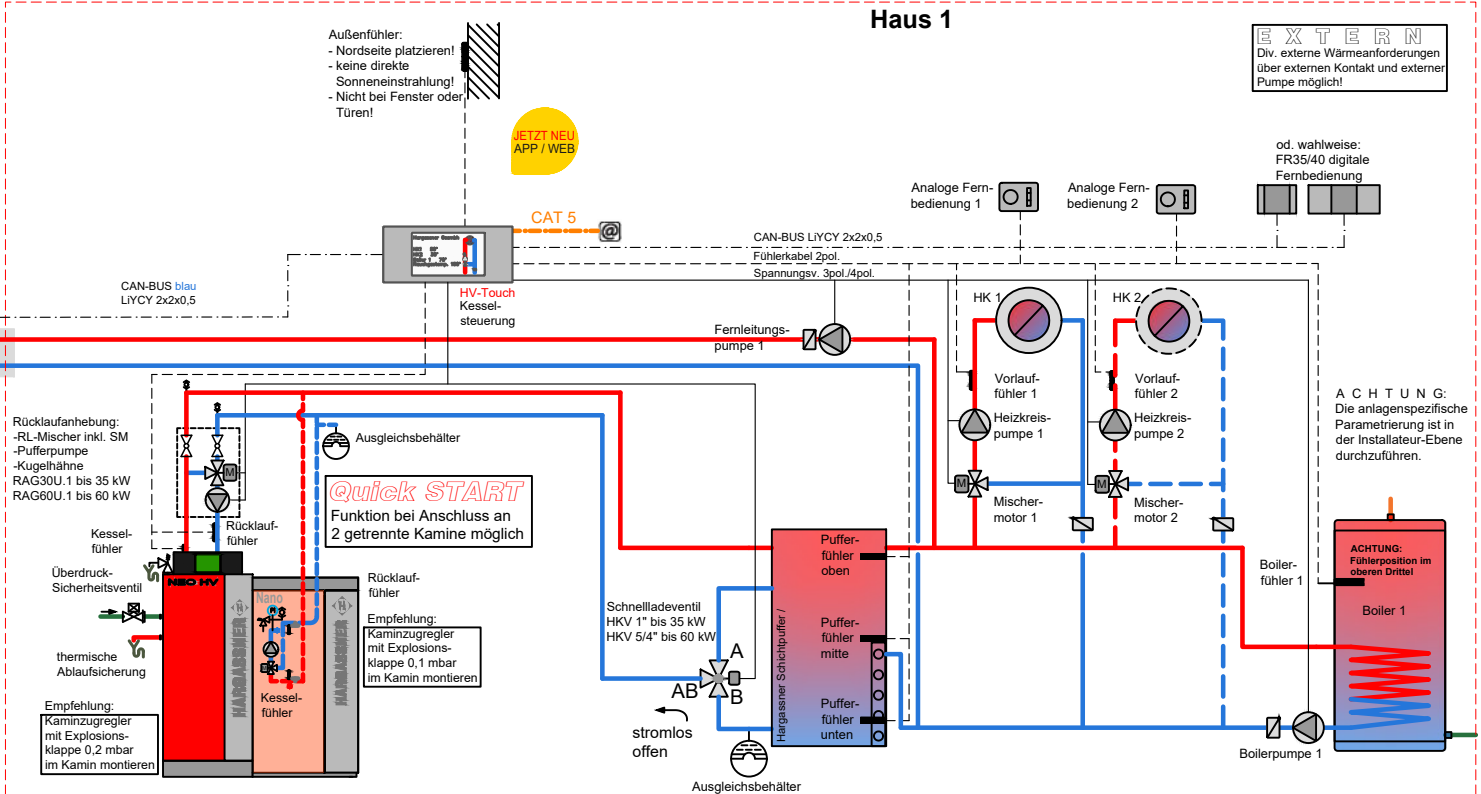 Haus 1
Außenfühler:
- Nordseite platzieren!
- keine direkte
Sonneneinstrahlung!
- Nicht bei Fenster oder
Türen!
JETZT NEU
APP / WEB
E X T E R N
Div. externe Wärmeanforderungen
über externen Kontakt und externer
Pumpe möglich!
od. wahlweise:
FR35/40 digitale
Fernbedienung
Analoge Fern-
bedienung 1
Analoge Fern-
bedienung 2
CAT 5
@
CAN-BUS LiYCY 2x2x0,5
Fühlerkabel 2pol.
Spannungsv. 3pol./4pol.
CAN-BUS blau
LiYCY 2x2x0,5
HV-Touch
Kessel-
steuerung
Fernleitungs-
pumpe 1
HK 1
HK 2
Vorlauf-
fühler 1
Vorlauf-
fühler 2
Heizkreis-
pumpe 1
Heizkreis-
pumpe 2
M
M
Mischer-
motor 1
Mischer-
motor 2
A C H T U N G:
Die anlagenspezifische
Parametrierung ist in
der Installateur-Ebene
durchzuführen.
Rücklaufanhebung:
-RL-Mischer inkl. SM
-Pufferpumpe
-Kugelhähne
RAG30U.1 bis 35 kW
RAG60U.1 bis 60 kW
M
Ausgleichsbehälter
Quick START
Funktion bei Anschluss an
2 getrennte Kamine möglich
Kessel-
fühler
Rücklauf-
fühler
Überdruck-
Sicherheitsventil
NEO-HV
HARGASSNER
Nano
M
Kessel-
fühler
HARGASSNER
Rücklauf-
fühler
Empfehlung:
Kaminzugregler
mit Explosions-
klappe 0,1 mbar
im Kamin montieren
thermische
Ablaufsicherung
Empfehlung:
Kaminzugregler
mit Explosions-
klappe 0,2 mbar
im Kamin montieren
Schnellladeventil
HKV 1" bis 35 kW
HKV 5/4" bis 60 kW
A
AB
B
stromlos
offen
Ausgleichsbehälter
Hargassner Schichtpuffer /
Puffer-
fühler
oben
Puffer-
fühler
mitte
Puffer-
fühler
unten
Boiler-
fühler 1
ACHTUNG:
Fühlerposition im
oberen Drittel
Boiler 1
Boilerpumpe 1